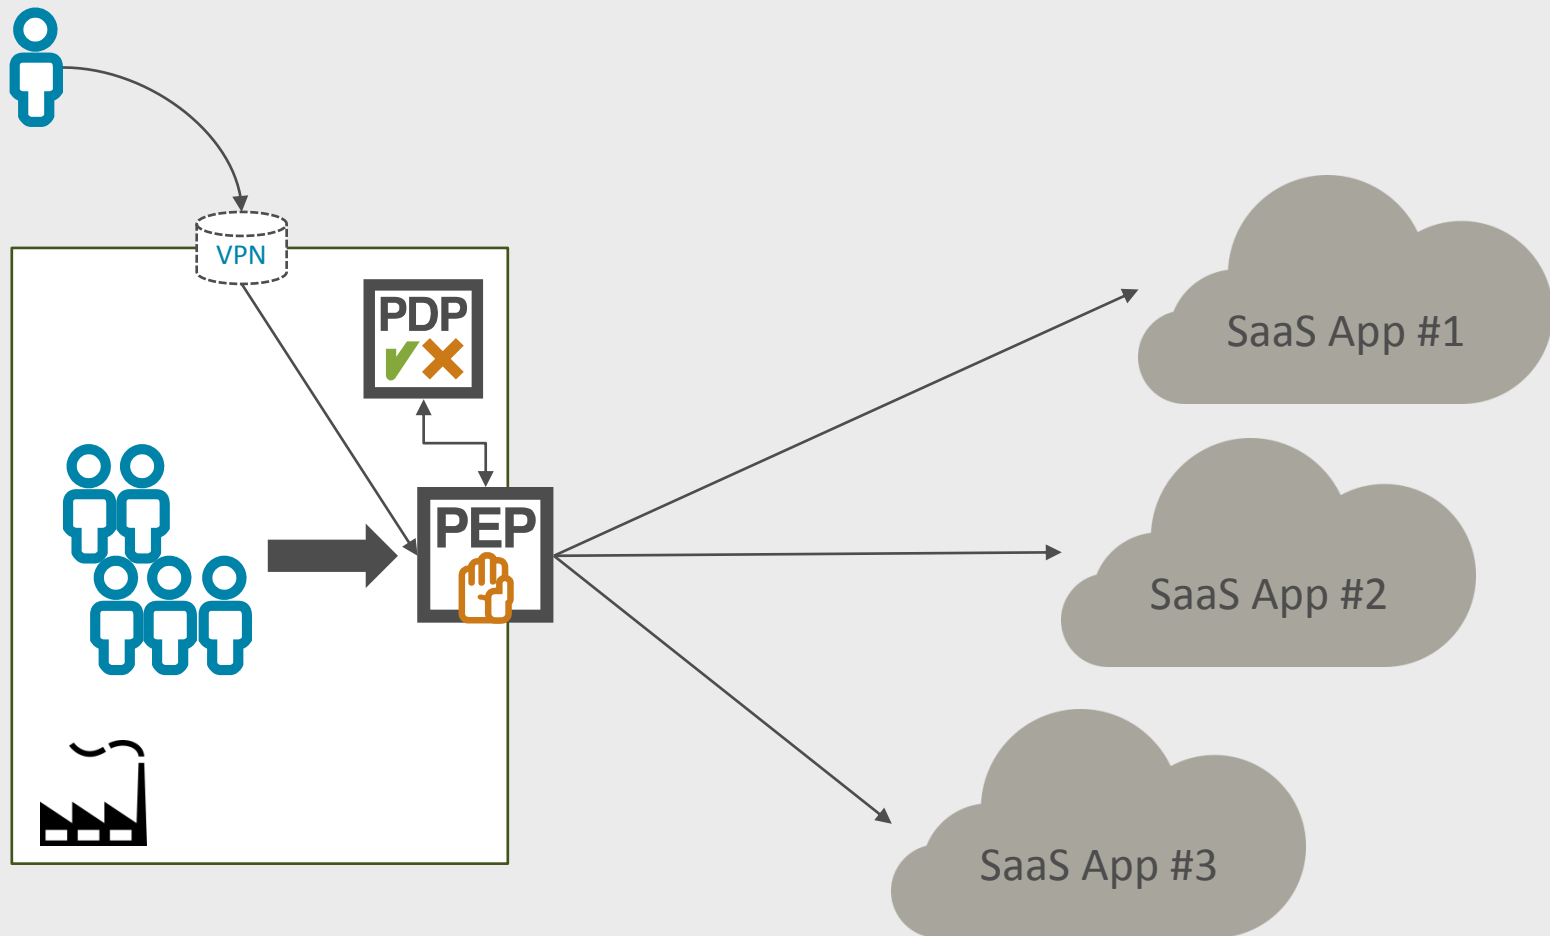 VPN
PDP
PEP
SaaS App #1
SaaS App #2
SaaS App #3